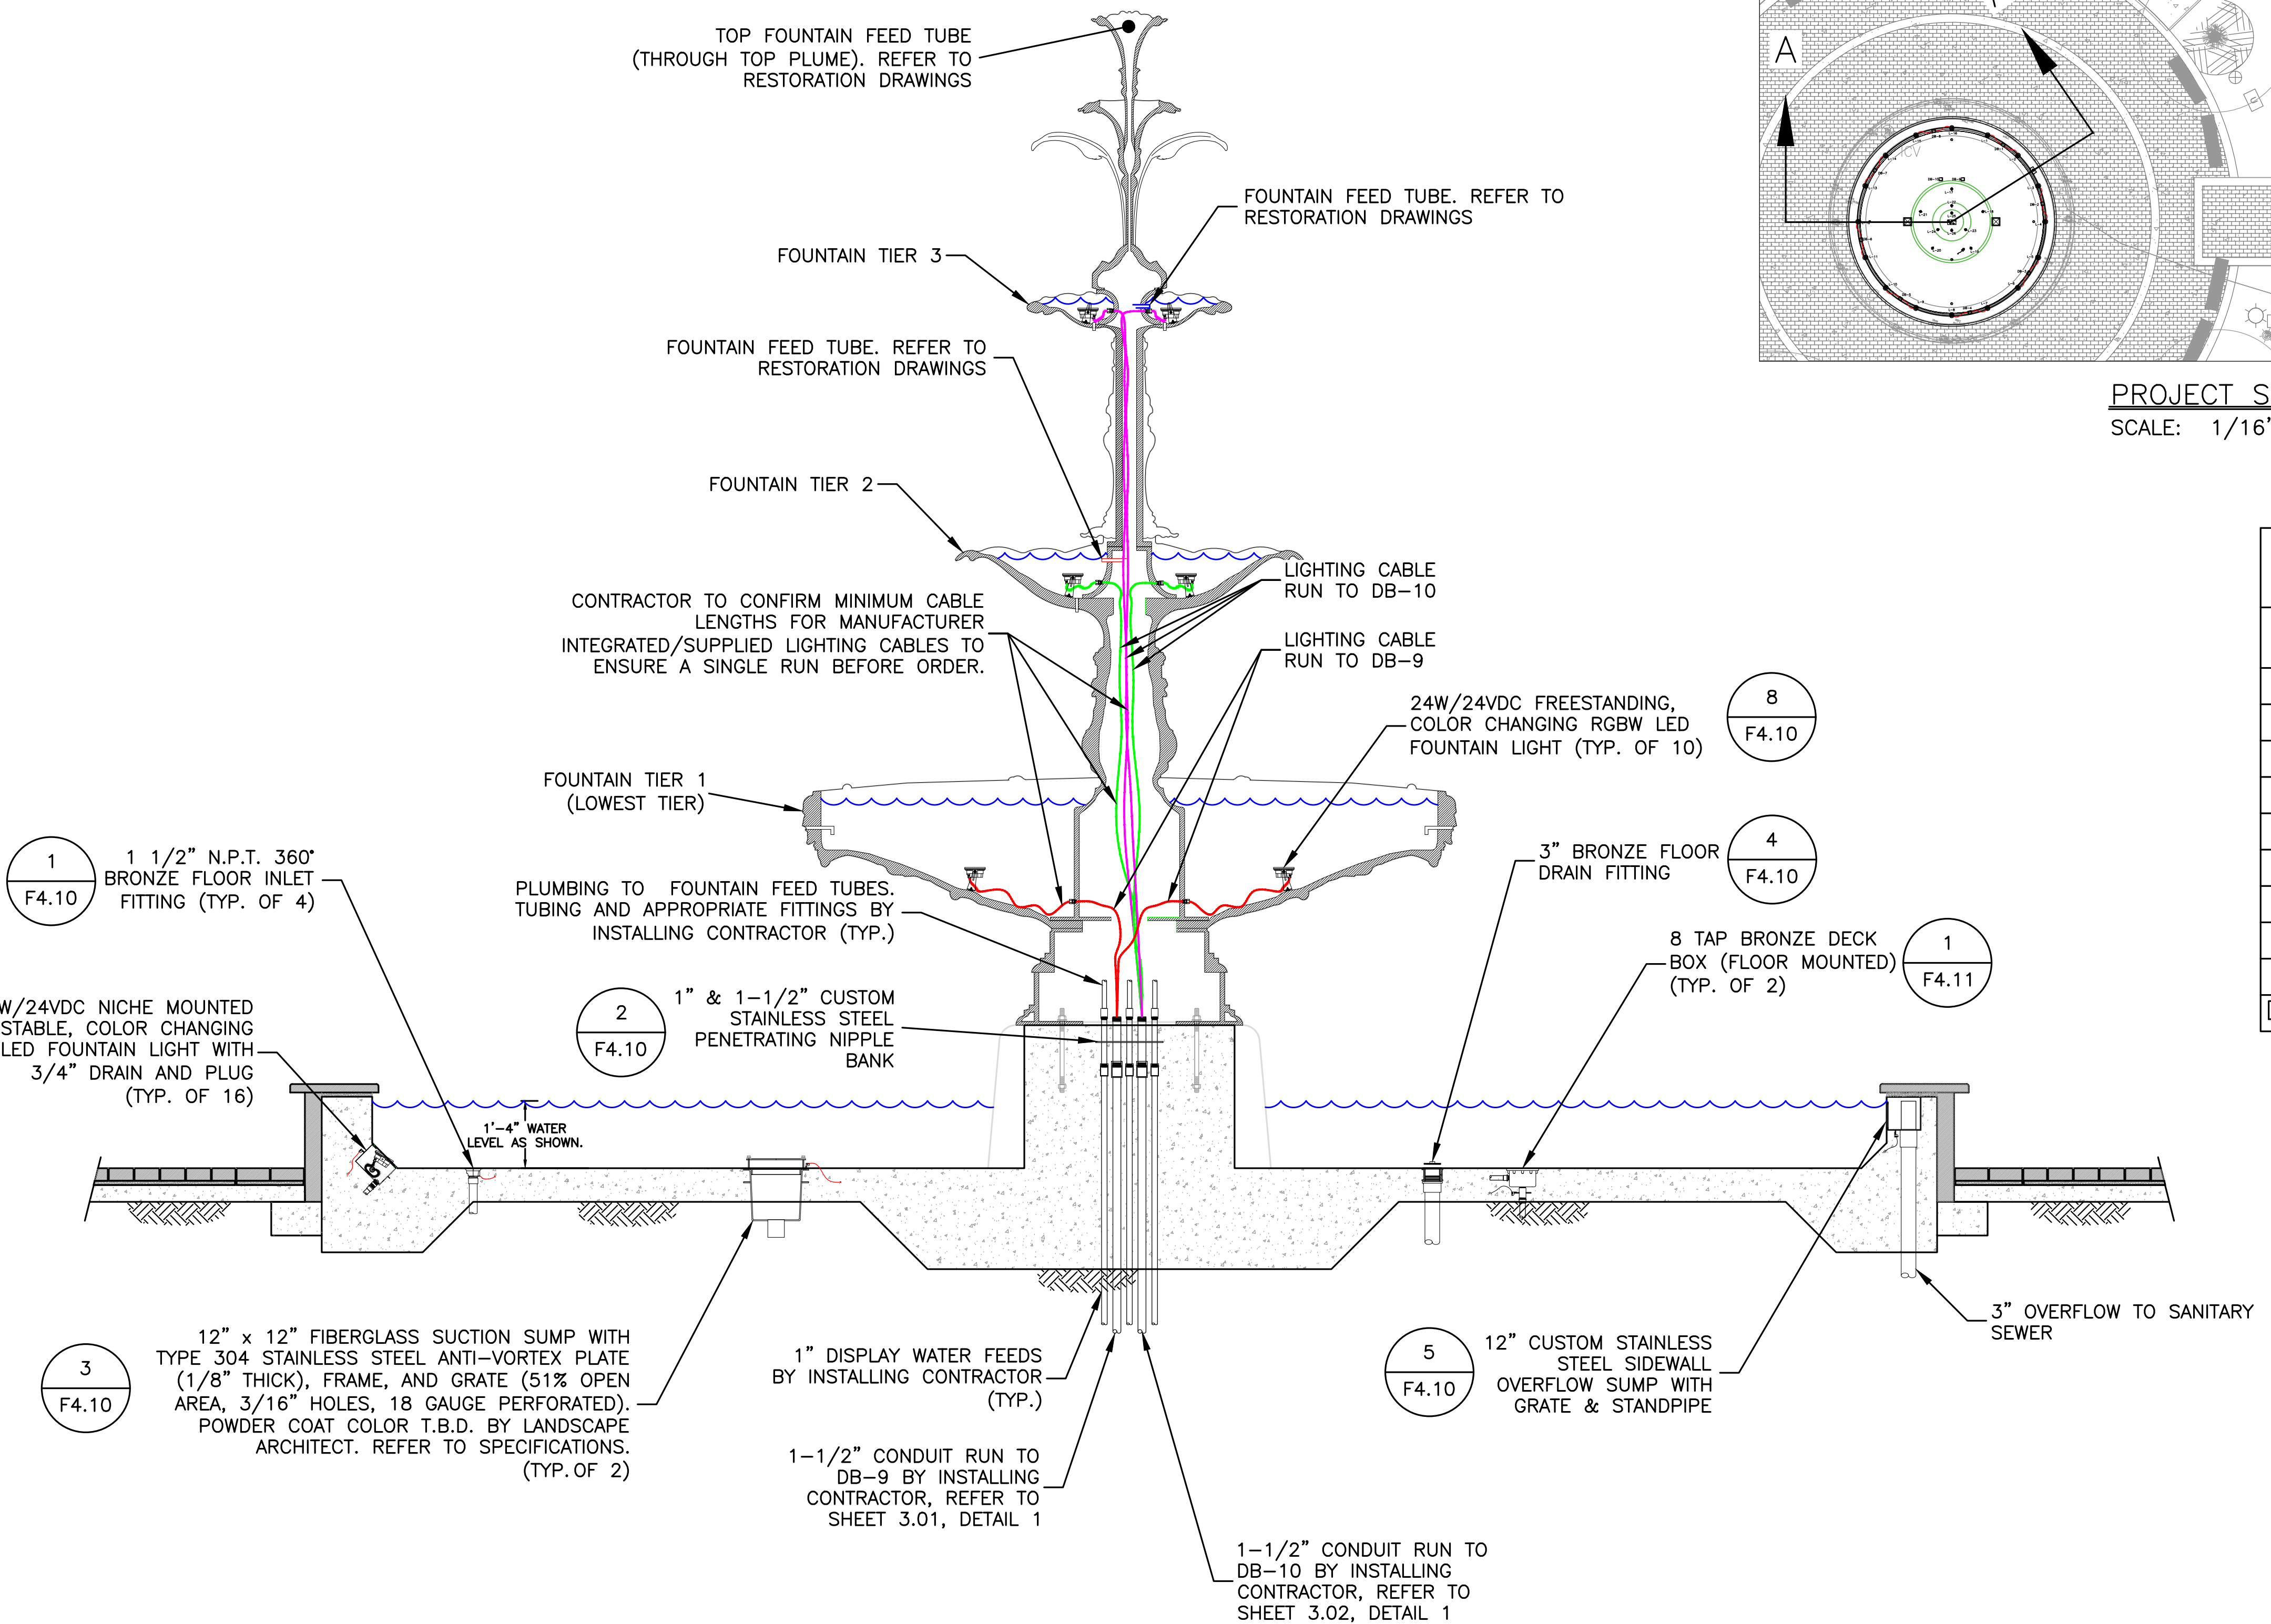 TOP FOUNTAIN FEED TUBE
(THROUGH TOP PLUME). REFER TO
RESTORATION DRAWINGS
A
PROJECT S
SCALE: 1/16"
FOUNTAIN FEED TUBE. REFER TO
RESTORATION DRAWINGS
FOUNTAIN TIER 3
FOUNTAIN FEED TUBE. REFER TO
RESTORATION DRAWINGS
FOUNTAIN TIER 2
LIGHTING CABLE
RUN TO DB-10
CONTRACTOR TO CONFIRM MINIMUM CABLE
LENGTHS FOR MANUFACTURER
INTEGRATED/SUPPLIED LIGHTING CABLES TO
ENSURE A SINGLE RUN BEFORE ORDER.
LIGHTING CABLE
RUN TO DB-9
24W/24VDC FREESTANDING,
COLOR CHANGING RGBW LED
FOUNTAIN LIGHT (TYP. OF 10)
8
F4.10
FOUNTAIN TIER 1
(LOWEST TIER)
1
F4.10
1 1/2" N.P.T. 360°
BRONZE FLOOR INLET
FITTING (TYP. OF 4)
3" BRONZE FLOOR
DRAIN FITTING
4
F4.10
PLUMBING TO FOUNTAIN FEED TUBES.
TUBING AND APPROPRIATE FITTINGS BY
INSTALLING CONTRACTOR (TYP.)
8 TAP BRONZE DECK
BOX (FLOOR MOUNTED)
(TYP. OF 2)
1
F4.11
2
F4.10
1" & 1-1/2" CUSTOM
STAINLESS STEEL
PENETRATING NIPPLE
BANK
W/24VDC NICHE MOUNTED
STABLE, COLOR CHANGING
LED FOUNTAIN LIGHT WITH
3/4" DRAIN AND PLUG
(TYP. OF 16)
1'-4" WATER
LEVEL AS SHOWN.
3
F4.10
12" x 12" FIBERGLASS SUCTION SUMP WITH
TYPE 304 STAINLESS STEEL ANTI-VORTEX PLATE
(1/8" THICK), FRAME, AND GRATE (51% OPEN
AREA, 3/16" HOLES, 18 GAUGE PERFORATED).
POWDER COAT COLOR T.B.D. BY LANDSCAPE
ARCHITECT. REFER TO SPECIFICATIONS.
(TYP.OF 2)
1" DISPLAY WATER FEEDS
BY INSTALLING CONTRACTOR
(TYP.)
1-1/2" CONDUIT RUN TO
DB-9 BY INSTALLING
CONTRACTOR, REFER TO
SHEET 3.01, DETAIL 1
1-1/2" CONDUIT RUN TO
DB-10 BY INSTALLING
CONTRACTOR, REFER TO
SHEET 3.02, DETAIL 1
5
F4.10
12" CUSTOM STAINLESS
STEEL SIDEWALL
OVERFLOW SUMP WITH
GRATE & STANDPIPE
3" OVERFLOW TO SANITARY
SEWER